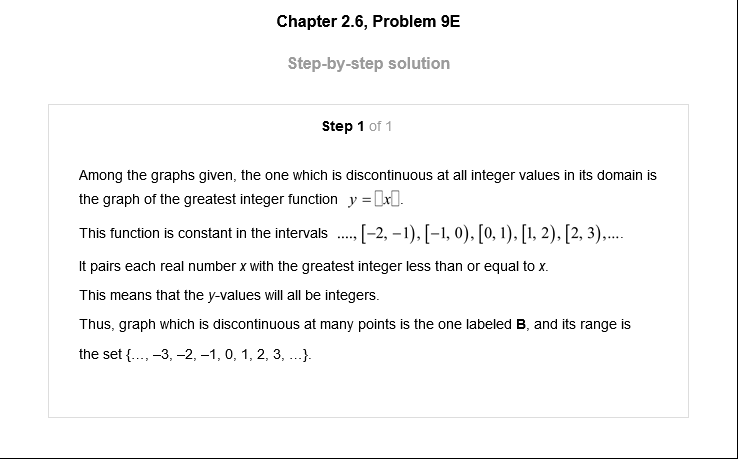 Chapter 2.6, Problem 9E
Step-by-step solution
Step 1 of 1
Among the graphs given, the one which is discontinuous at all integer values in its domain is
the graph of the greatest integer function y = ▯x▯.
This function is constant in the intervals ...., [−2, −1), [−1, 0), [0, 1), [1, 2), [2, 3),....
It pairs each real number x with the greatest integer less than or equal to x.
This means that the y-values will all be integers.
Thus, graph which is discontinuous at many points is the one labeled B, and its range is
the set {..., –3, –2, –1, 0, 1, 2, 3, ...}.